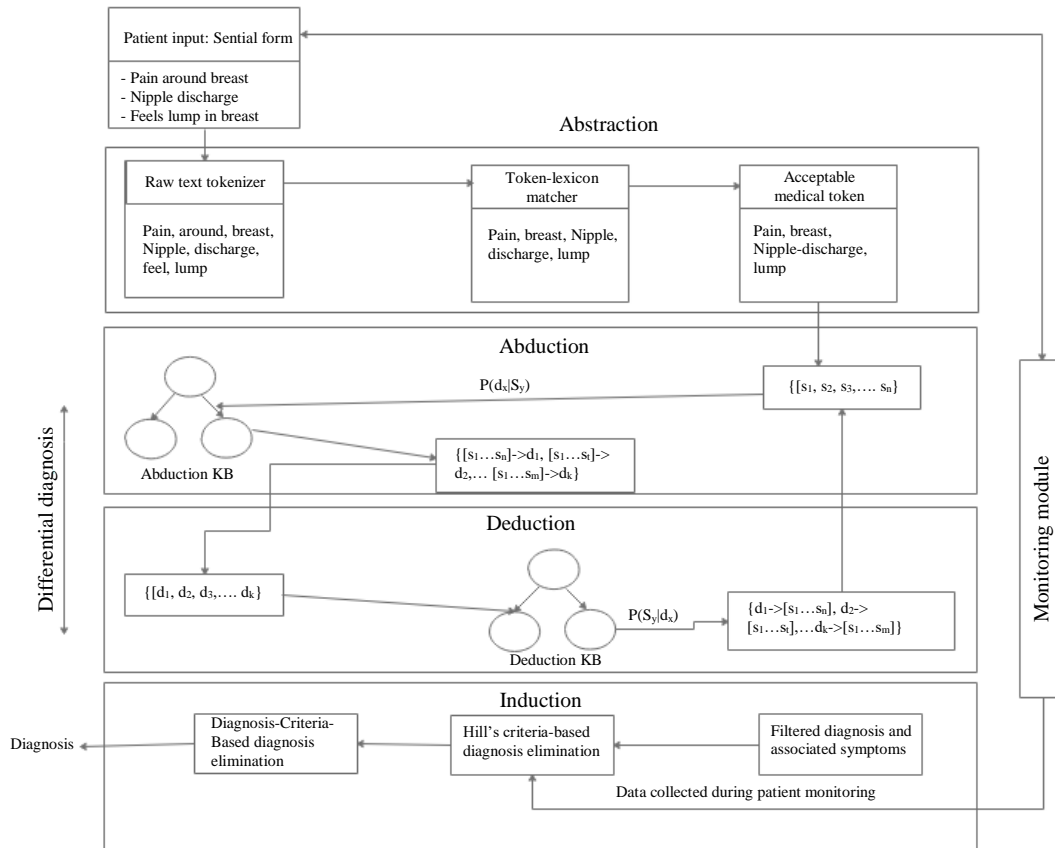 Patient input: Sential form
- Pain around breast
- Nipple discharge
- Feels lump in breast
Abstraction
Raw text tokenizer
Pain, around, breast,
Nipple, discharge,
feel, lump
Token-lexicon
matcher
Pain, breast, Nipple,
discharge, lump
Acceptable
medical token
Pain, breast,
Nipple-discharge,
lump
Abduction
P(dₓ|Sᵧ)
{[s₁, s₂, s₃,…. sₙ}
Abduction KB
{[s₁…sₙ]->d₁, [s₁…sₜ]->
d₂,… [s₁…sₘ]->dₖ}
Differential diagnosis
Monitoring module
Deduction
{[d₁, d₂, d₃,…. dₖ}
P(Sᵧ|dₓ)
Deduction KB
{d₁->[s₁…sₙ], d₂->
[s₁…sₜ],…dₖ->[s₁…sₘ]}
Induction
Diagnosis
Diagnosis-Criteria-
Based diagnosis
elimination
Hill’s criteria-based
diagnosis elimination
Filtered diagnosis and
associated symptoms
Data collected during patient monitoring